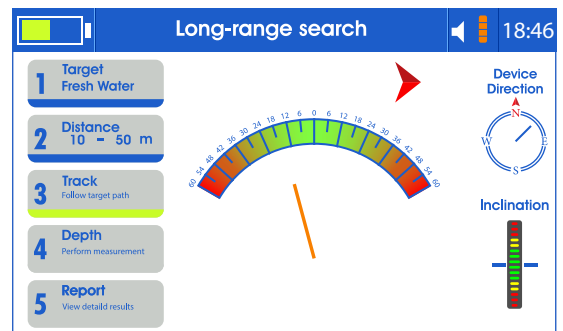 Long-range search
18:46
1
Target
Fresh Water
2
Distance
10 - 50 m
3
Track
Follow target path
4
Depth
Perform measurement
5
Report
View detaild results
60 54 48 42 36 30 24 18 12 6 0 6 12 18 24 30 36 42 48 54 60
Device
Direction
N
W E
S
Inclination